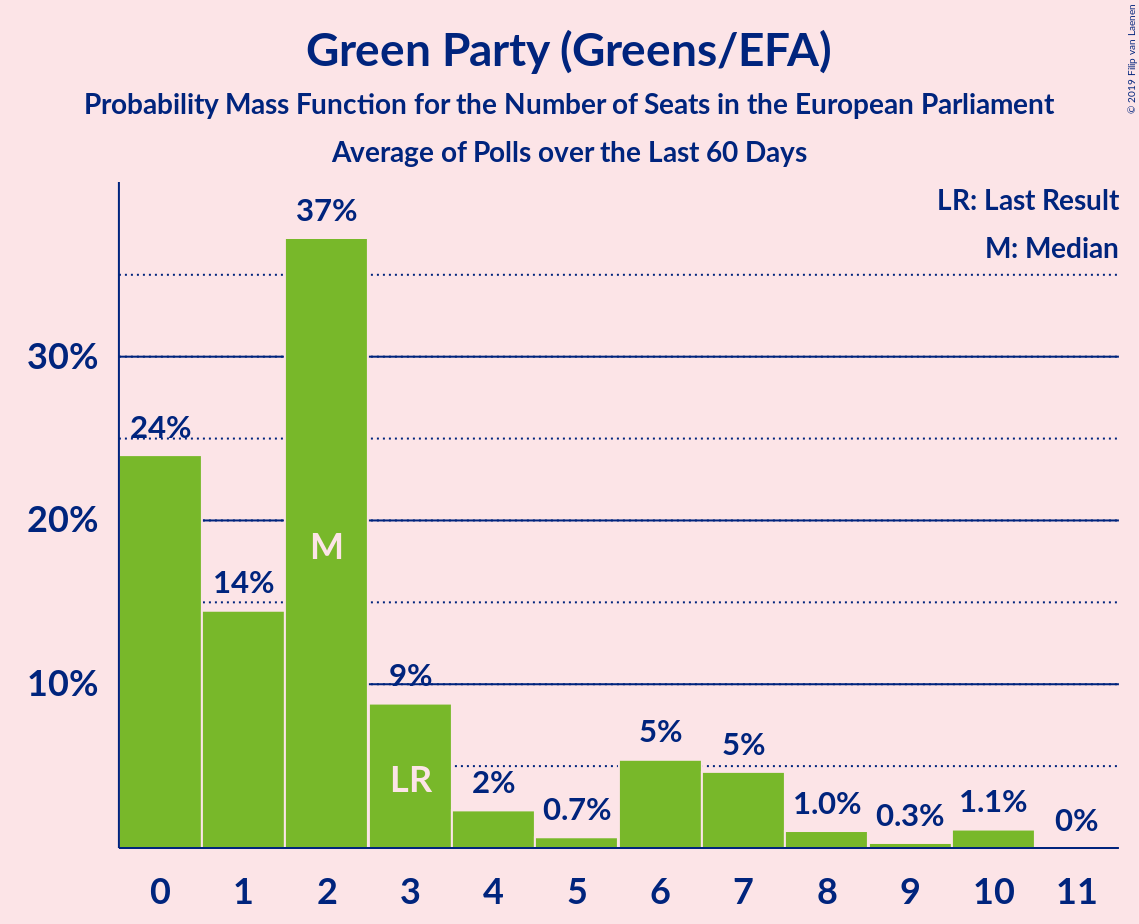 Green Party (Greens/EFA)
Probability Mass Function for the Number of Seats in the European Parliament
Average of Polls over the Last 60 Days
© 2019 Filip van Laenen
LR: Last Result
M: Median
37%
30%
24%
20%
M
14%
10%
9%
LR
2%
0.7%
5%
5%
1.0%
0.3%
1.1%
0%
0 1 2 3 4 5 6 7 8 9 10 11